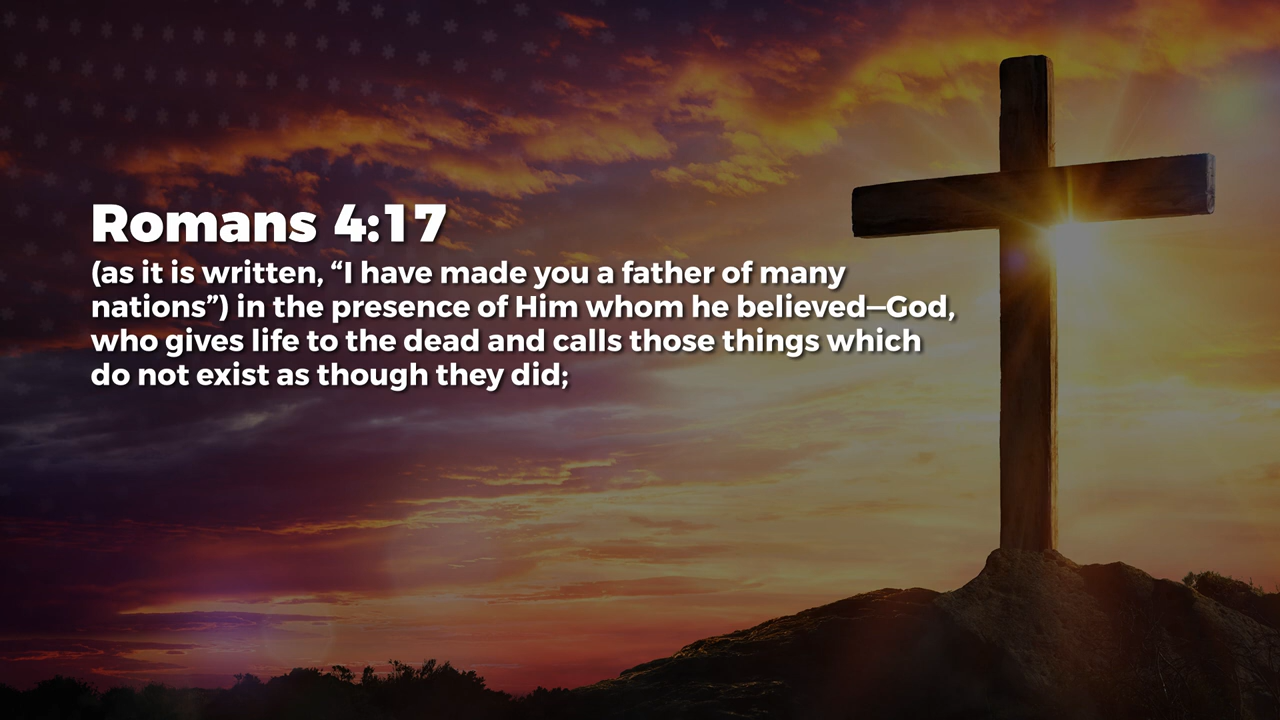 Romans 4:17
(as it is written, “I have made you a father of many
nations”) in the presence of Him whom he believed—God,
who gives life to the dead and calls those things which
do not exist as though they did;